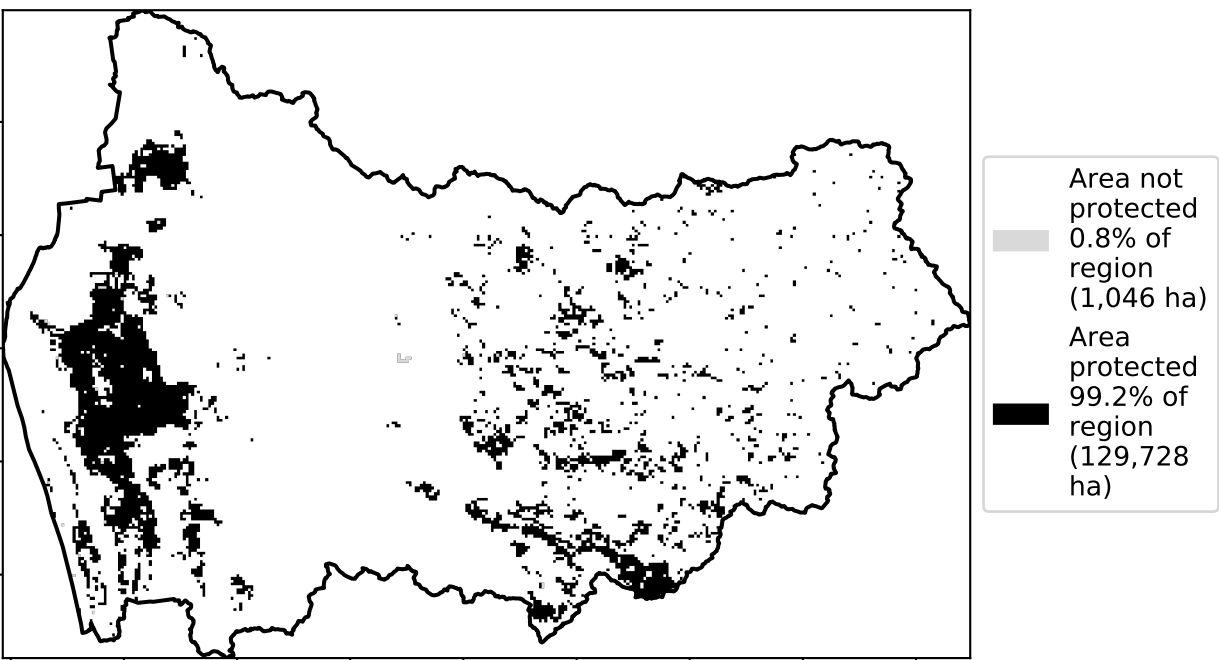 Area not
protected
0.8% of
region
(1,046 ha)
Area
protected
99.2% of
region
(129,728
ha)